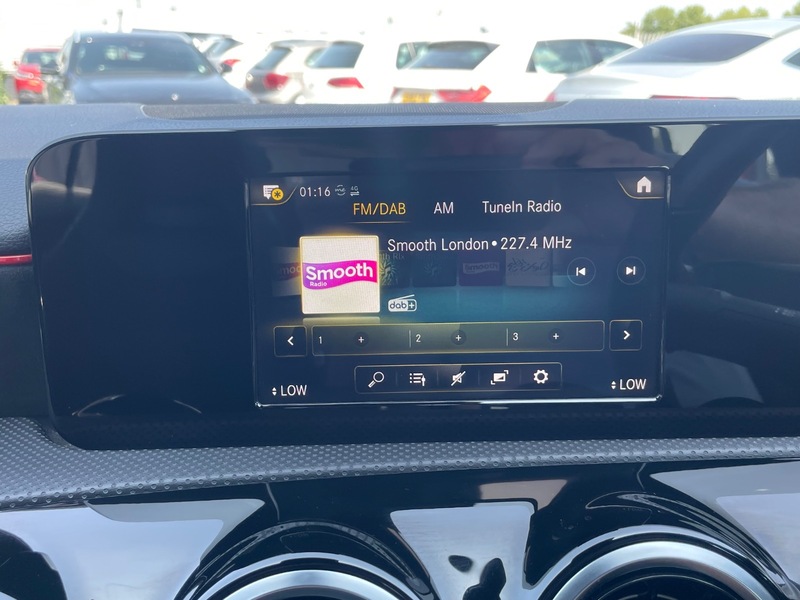 01:16 4G
FM/DAB AM TuneIn Radio
Smooth London • 227.4 MHz
Smooth
Radio
dab+
1 + 2 + 3 +
LOW LOW